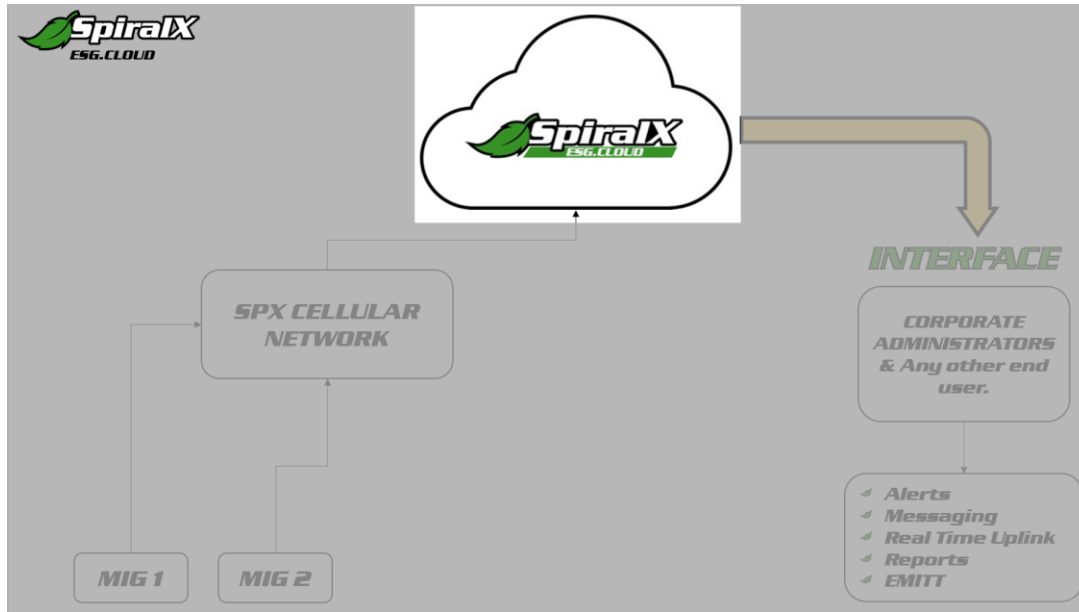 SpiralX
ESG.CLOUD
SpiralX
ESG.CLOUD
SPX CELLULAR
NETWORK
MIG 1
MIG 2
INTERFACE
CORPORATE
ADMINISTRATORS
& Any other end
user.
Alerts
Messaging
Real Time Uplink
Reports
EMITT